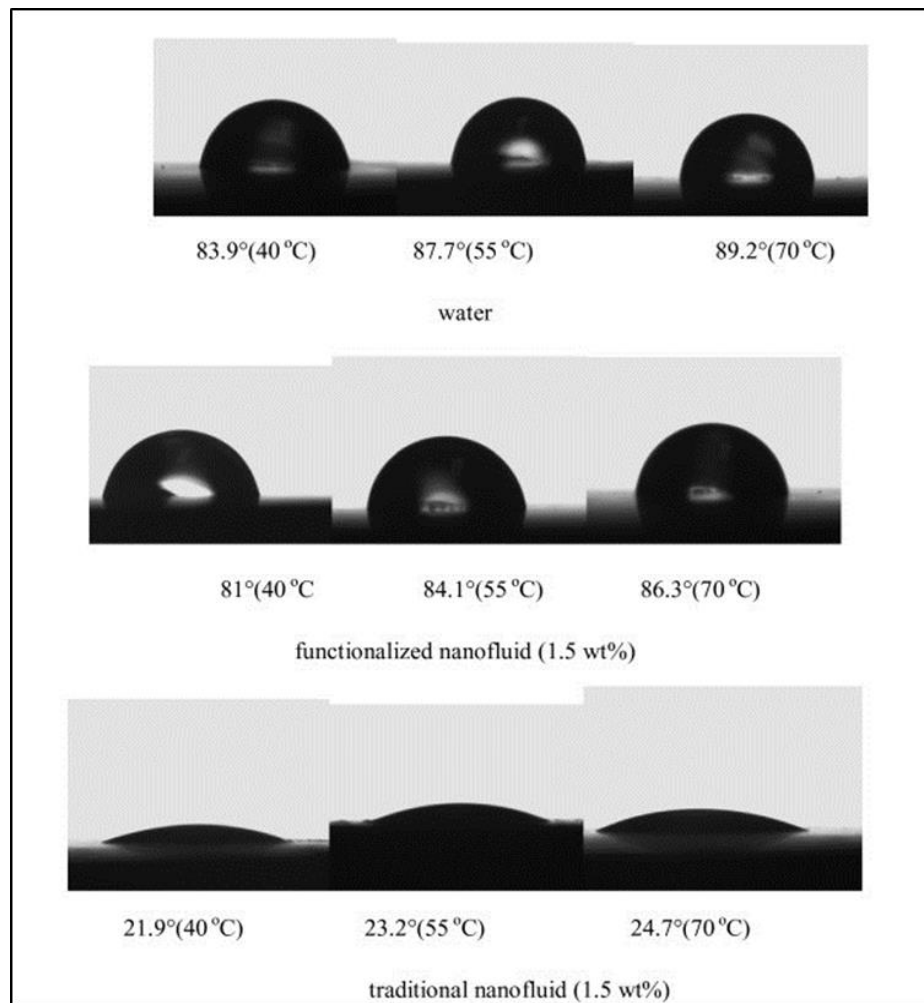 83.9°(40 °C) 87.7°(55 °C) 89.2°(70 °C)
water
81°(40 °C 84.1°(55 °C) 86.3°(70 °C)
functionalized nanofluid (1.5 wt%)
21.9°(40 °C) 23.2°(55 °C) 24.7°(70 °C)
traditional nanofluid (1.5 wt%)